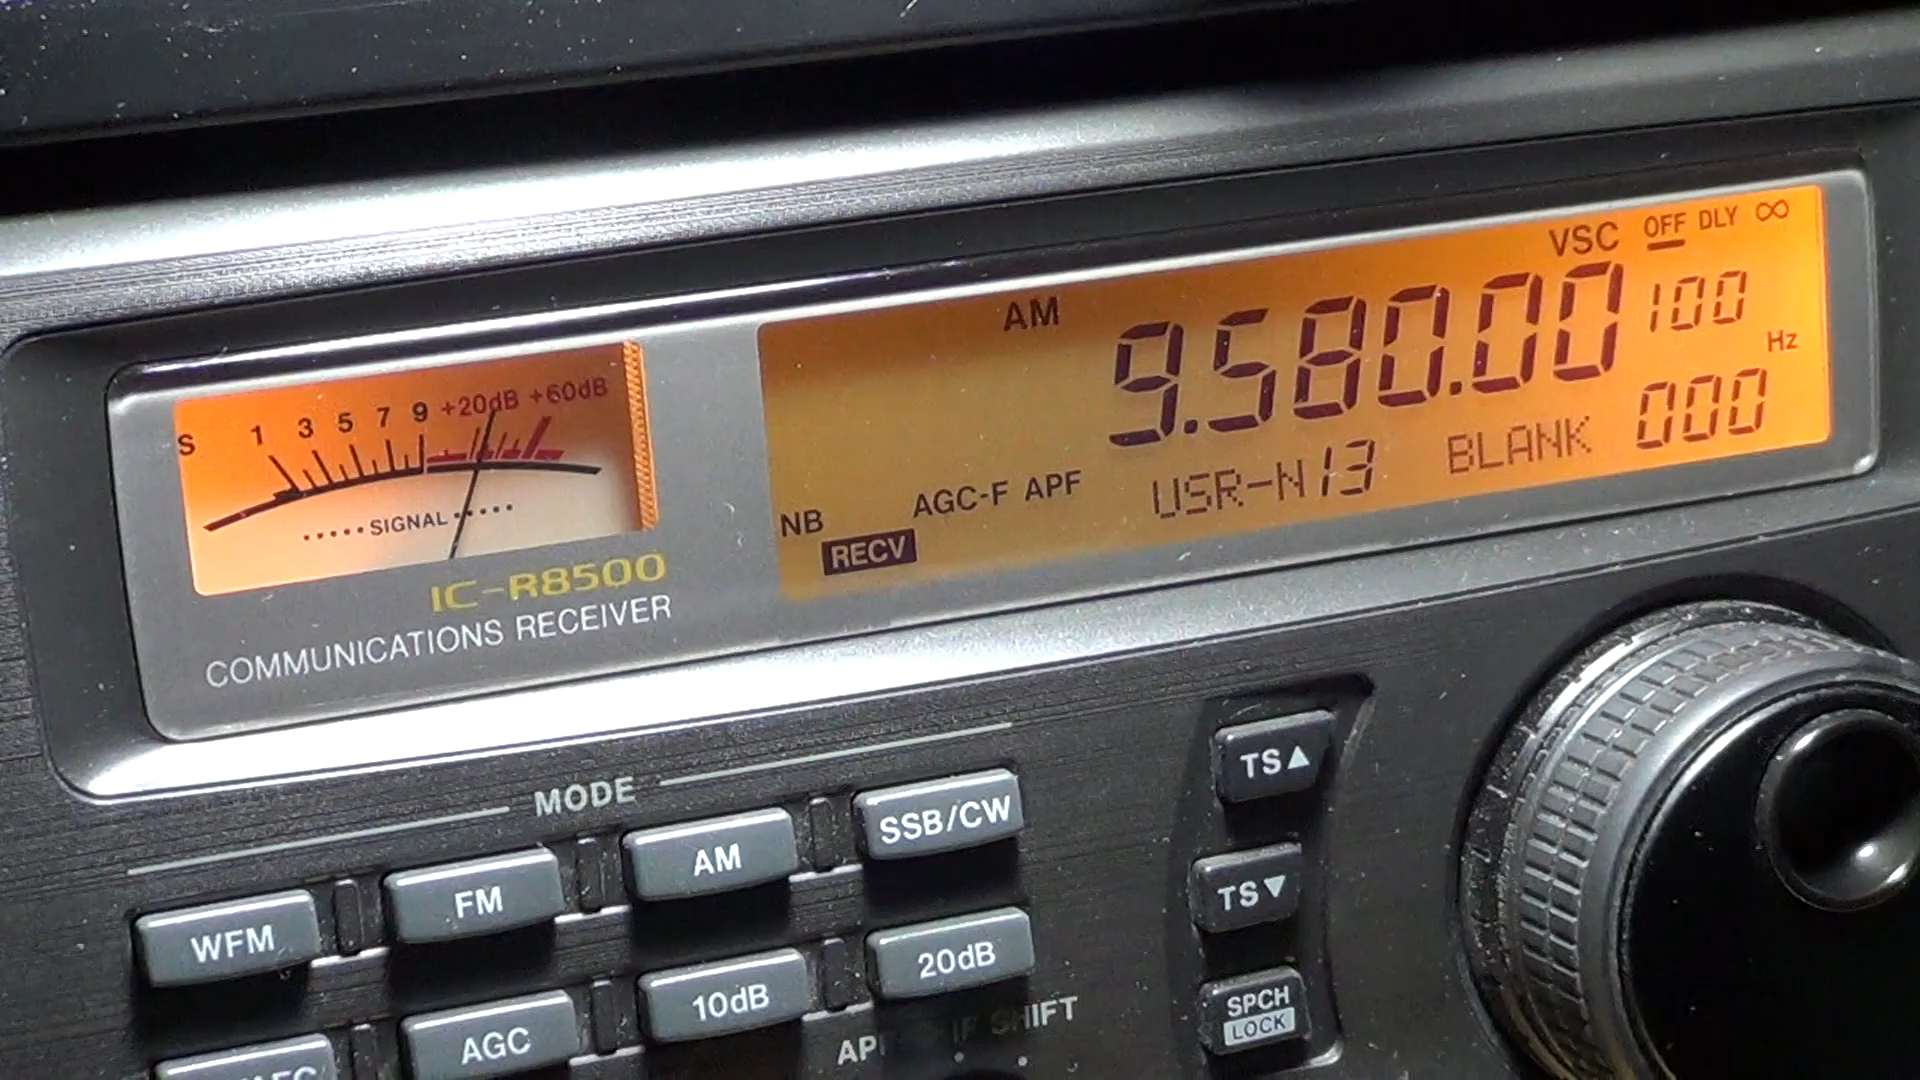 VSC OFF DLY ∞
AM 9.580.00 100
Hz
NB AGC-F APF USR-N13 BLANK 000
RECV
S 1 3 5 7 9 +20dB +60dB
SIGNAL
IC-R8500
COMMUNICATIONS RECEIVER
MODE
WFM FM AM SSB/CW
AGC 10dB 20dB
SHIFT
TS▲
TS▼
SPCH
LOCK